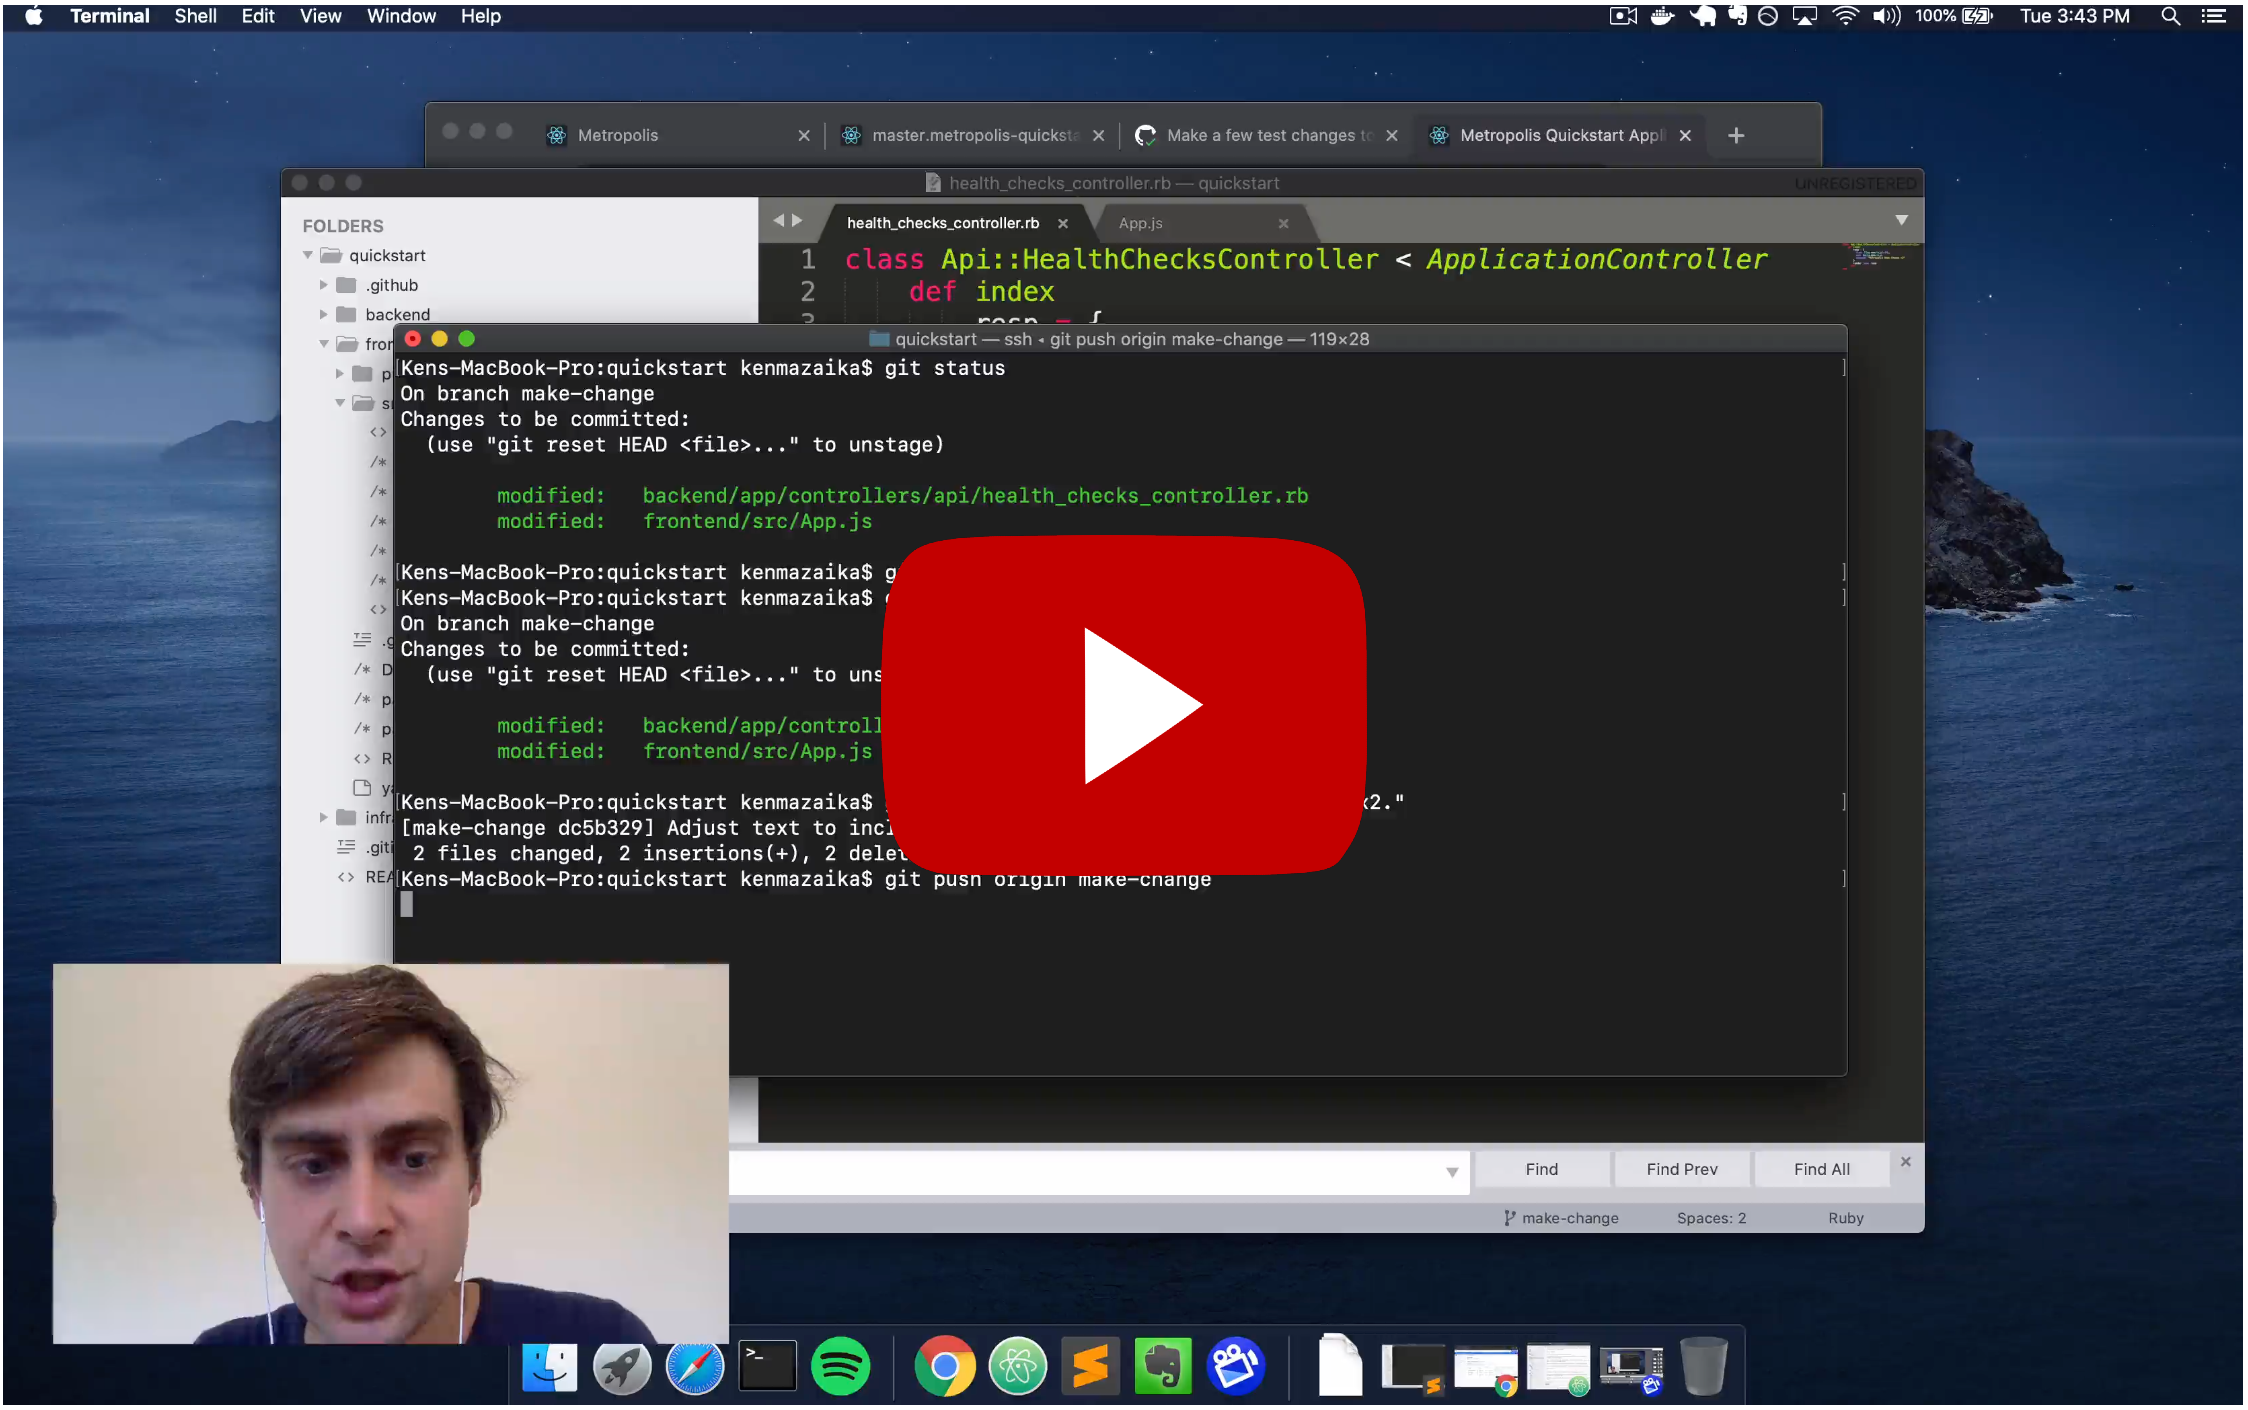 Terminal Shell Edit View Window Help 100% Tue 3:43 PM
Metropolis master.metropolis-quicksta Make a few test changes to Metropolis Quickstart Appli
health_checks_controller.rb — quickstart UNREGISTERED
FOLDERS
quickstart
.github
backend
fron
infr
.giti
REA
health_checks_controller.rb App.js
1 class Api::HealthChecksController < ApplicationController
2 def index
3 resp = {
quickstart — ssh ◂ git push origin make-change — 119×28
Kens-MacBook-Pro:quickstart kenmazaika$ git status
On branch make-change
Changes to be committed:
(use "git reset HEAD <file>..." to unstage)
modified: backend/app/controllers/api/health_checks_controller.rb
modified: frontend/src/App.js
Kens-MacBook-Pro:quickstart kenmazaika$ g
Kens-MacBook-Pro:quickstart kenmazaika$
On branch make-change
Changes to be committed:
(use "git reset HEAD <file>..." to uns
modified: backend/app/controll
modified: frontend/src/App.js
Kens-MacBook-Pro:quickstart kenmazaika$ x2."
[make-change dc5b329] Adjust text to incl
2 files changed, 2 insertions(+), 2 delet
Kens-MacBook-Pro:quickstart kenmazaika$ git push origin make-change
Find Find Prev Find All
make-change Spaces: 2 Ruby